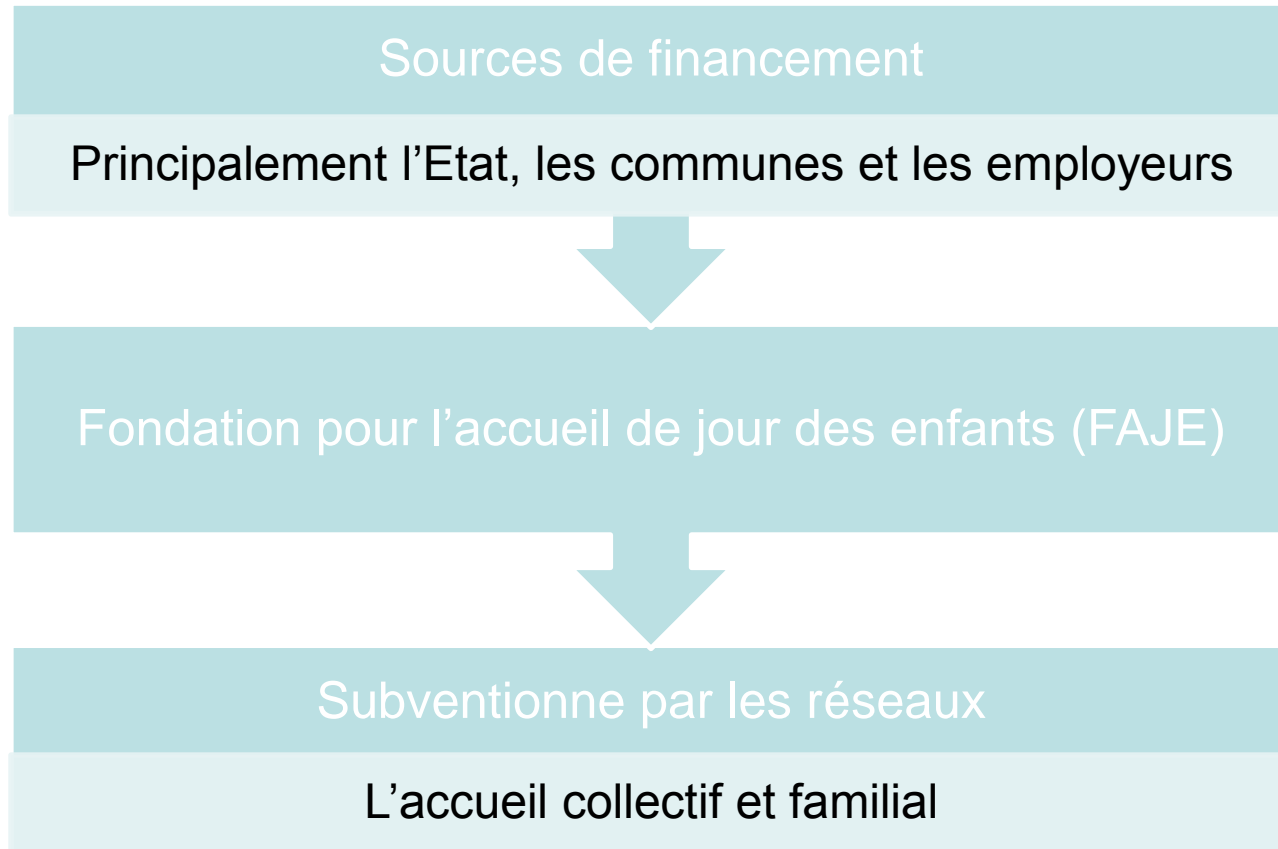 Sources de financement
Principalement l’Etat, les communes et les employeurs
Fondation pour l’accueil de jour des enfants (FAJE)
Subventionne par les réseaux
L’accueil collectif et familial